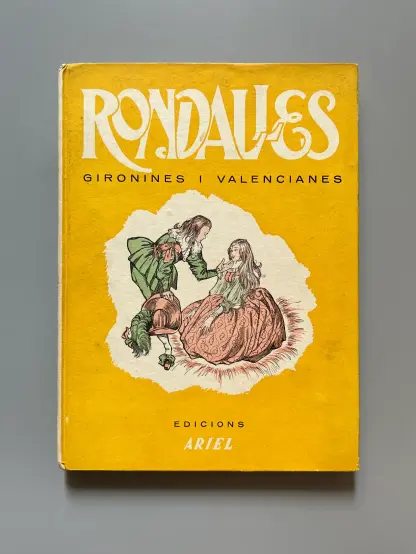 RONDALLES
GIRONINES I VALENCIANES
EDICIONS
ARIEL